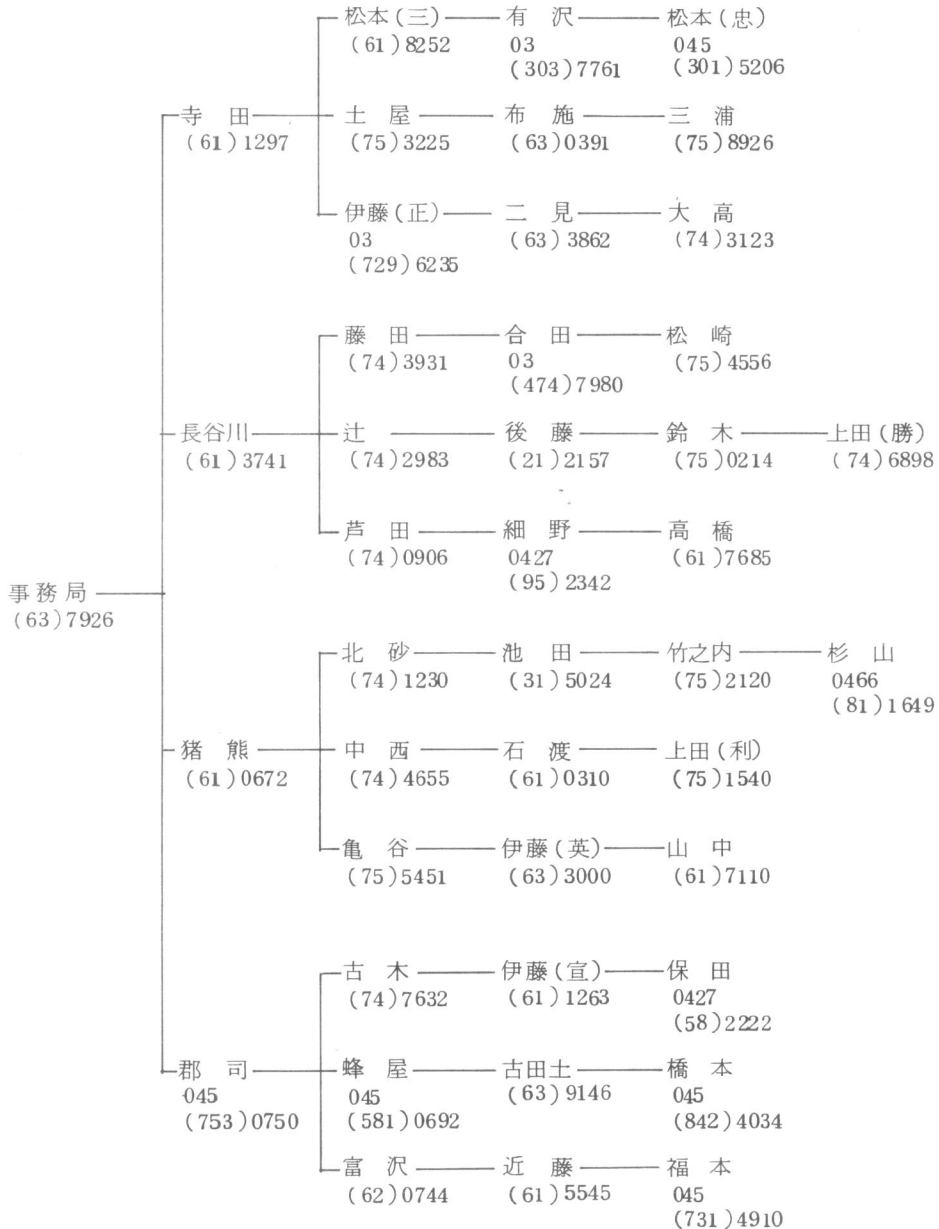 松本(三) 有沢 松本(忠)
(61)8252 03 045
(303)7761 (301)5206
寺田 土屋 布施 三浦
(61)1297 (75)3225 (63)0391 (75)8926
伊藤(正) 二見 大高
03 (63)3862 (74)3123
(729)6235
藤田 合田 松崎
(74)3931 03 (75)4556
(474)7980
長谷川 辻 後藤 鈴木 上田(勝)
(61)3741 (74)2983 (21)2157 (75)0214 (74)6898
芦田 細野 高橋
(74)0906 0427 (61)7685
(95)2342
事務局
(63)7926
北砂 池田 竹之内 杉山
(74)1230 (31)5024 (75)2120 0466
(81)1649
猪熊 中西 石渡 上田(利)
(61)0672 (74)4655 (61)0310 (75)1540
亀谷 伊藤(英) 山中
(75)5451 (63)3000 (61)7110
古木 伊藤(宣) 保田
(74)7632 (61)1263 0427
(58)2222
郡司 蜂屋 古田土 橋本
045 045 (63)9146 045
(753)0750 (581)0692 (842)4034
富沢 近藤 福本
(62)0744 (61)5545 045
(731)4910